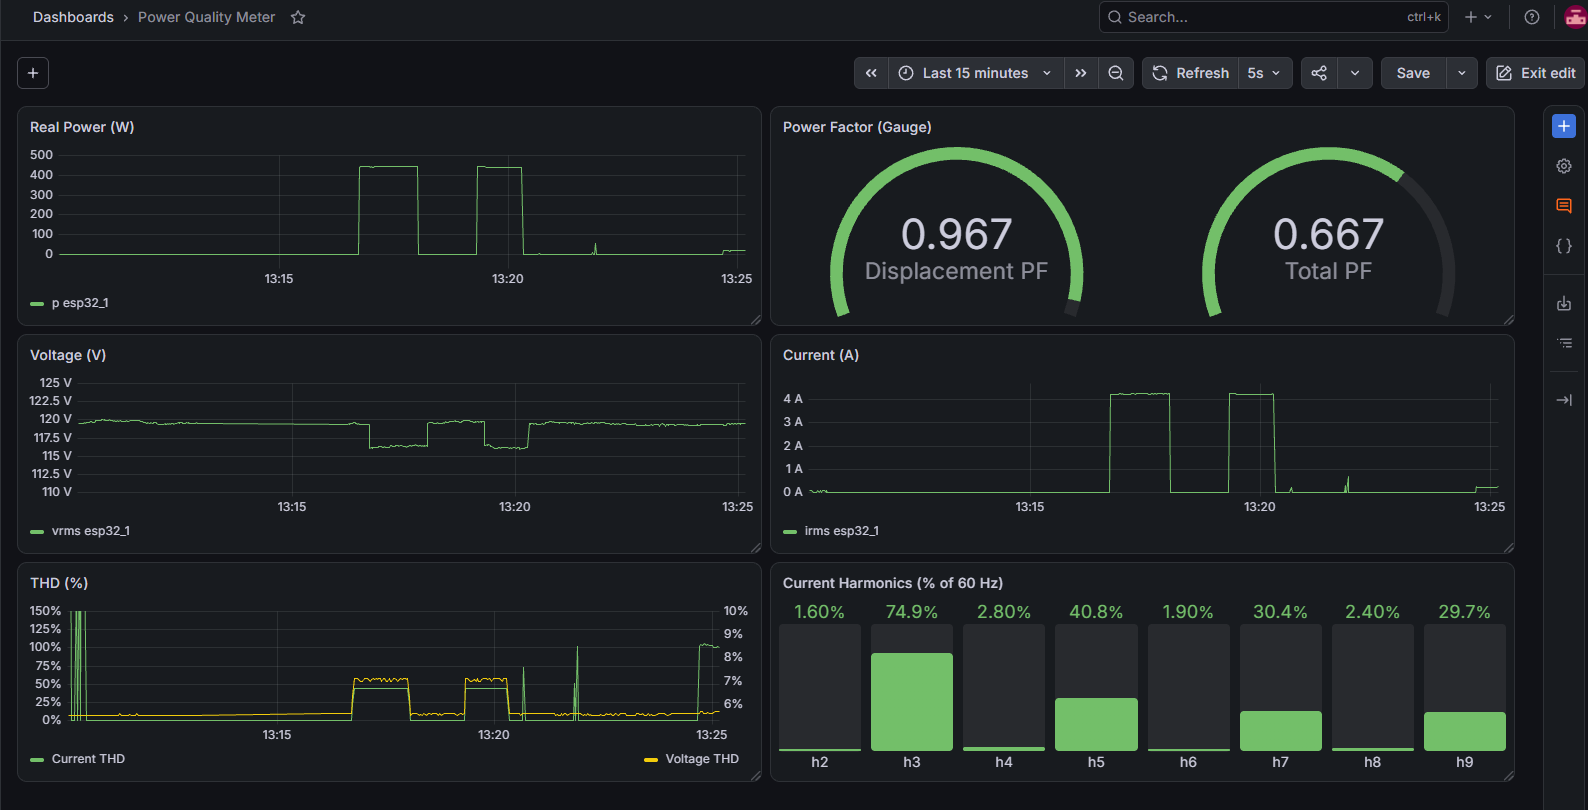 Dashboards › Power Quality Meter
Search... ctrl+k
Last 15 minutes Refresh 5s Save Exit edit
Real Power (W)
500
400
300
200
100
0
13:15 13:20 13:25
p esp32_1
Power Factor (Gauge)
0.967
Displacement PF
0.667
Total PF
Voltage (V)
125 V
122.5 V
120 V
117.5 V
115 V
112.5 V
110 V
13:15 13:20 13:25
vrms esp32_1
Current (A)
4 A
3 A
2 A
1 A
0 A
13:15 13:20 13:25
irms esp32_1
THD (%)
150% 10%
125% 9%
100% 8%
75% 7%
50% 6%
25%
0%
13:15 13:20 13:25
Current THD Voltage THD
Current Harmonics (% of 60 Hz)
1.60% 74.9% 2.80% 40.8% 1.90% 30.4% 2.40% 29.7%
h2 h3 h4 h5 h6 h7 h8 h9